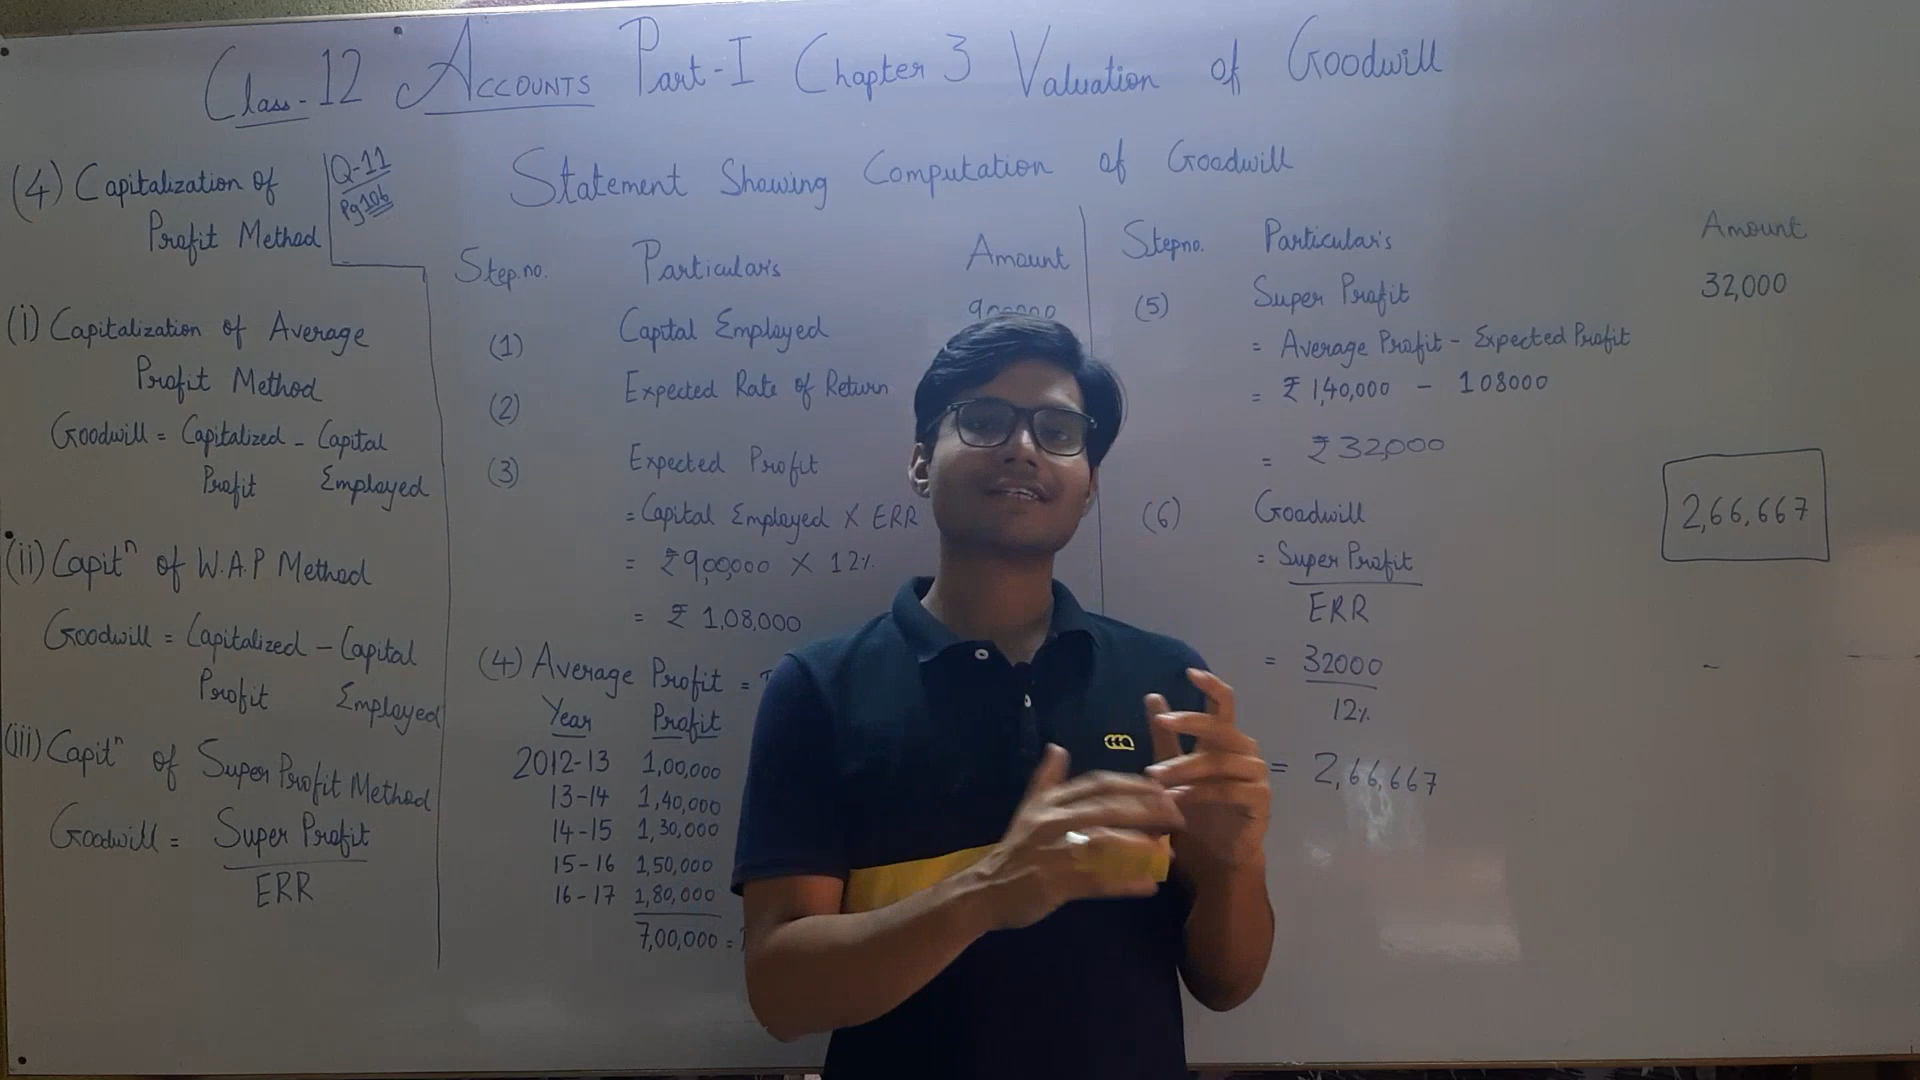 Class-12 ACCOUNTS Part-I Chapter 3 Valuation of Goodwill
(4) Capitalization of
Profit Method
Q-11
Pg 106
(i) Capitalization of Average
Profit Method
Goodwill = Capitalized - Capital
Profit Employed
(ii) Capitⁿ of W.A.P Method
Goodwill = Capitalized - Capital
Profit Employed
(iii) Capitⁿ of Super Profit Method
Goodwill = Super Profit
ERR
Statement Showing Computation of Goodwill
Step.no. Particulars Amount
(1) Capital Employed 900000
(2) Expected Rate of Return
(3) Expected Profit
= Capital Employed X ERR
= ₹9,00,000 X 12%
= ₹ 1,08,000
(4) Average Profit =
Year Profit
2012-13 1,00,000
13-14 1,40,000
14-15 1,30,000
15-16 1,50,000
16-17 1,80,000
7,00,000 =
Stepno. Particulars Amount
(5) Super Profit 32,000
= Average Profit - Expected Profit
= ₹ 1,40,000 - 108000
= ₹ 32,000
(6) Goodwill 2,66,667
= Super Profit
ERR
= 32000
12%
= 2,66,667